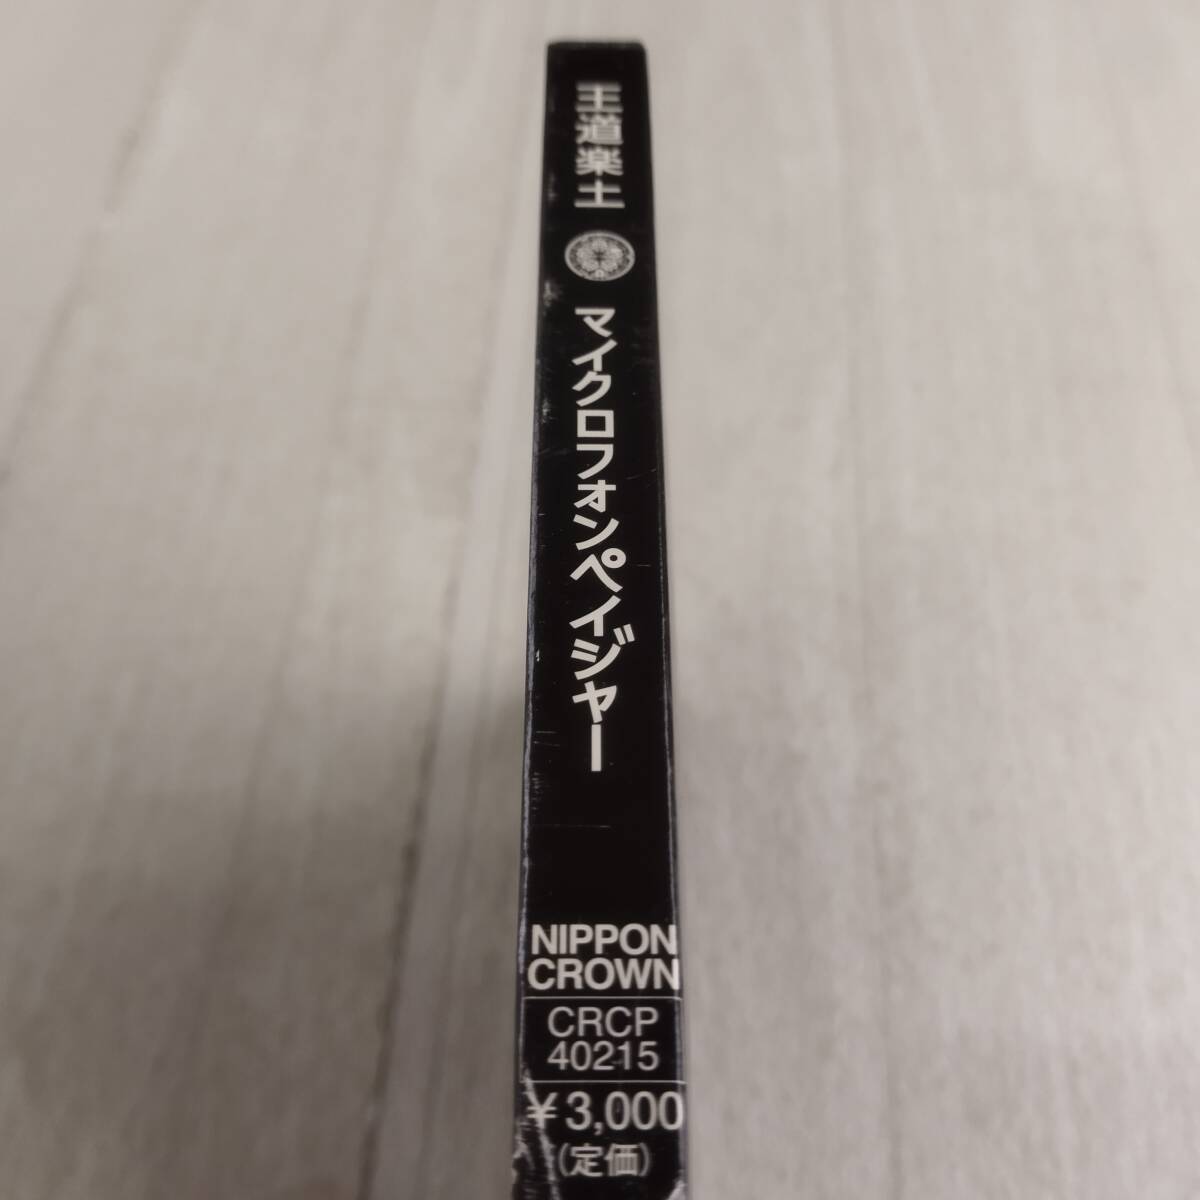 王道楽土
マイクロフォンペイジャー
NIPPON
CROWN
CRCP
40215
¥3,000
(定価)